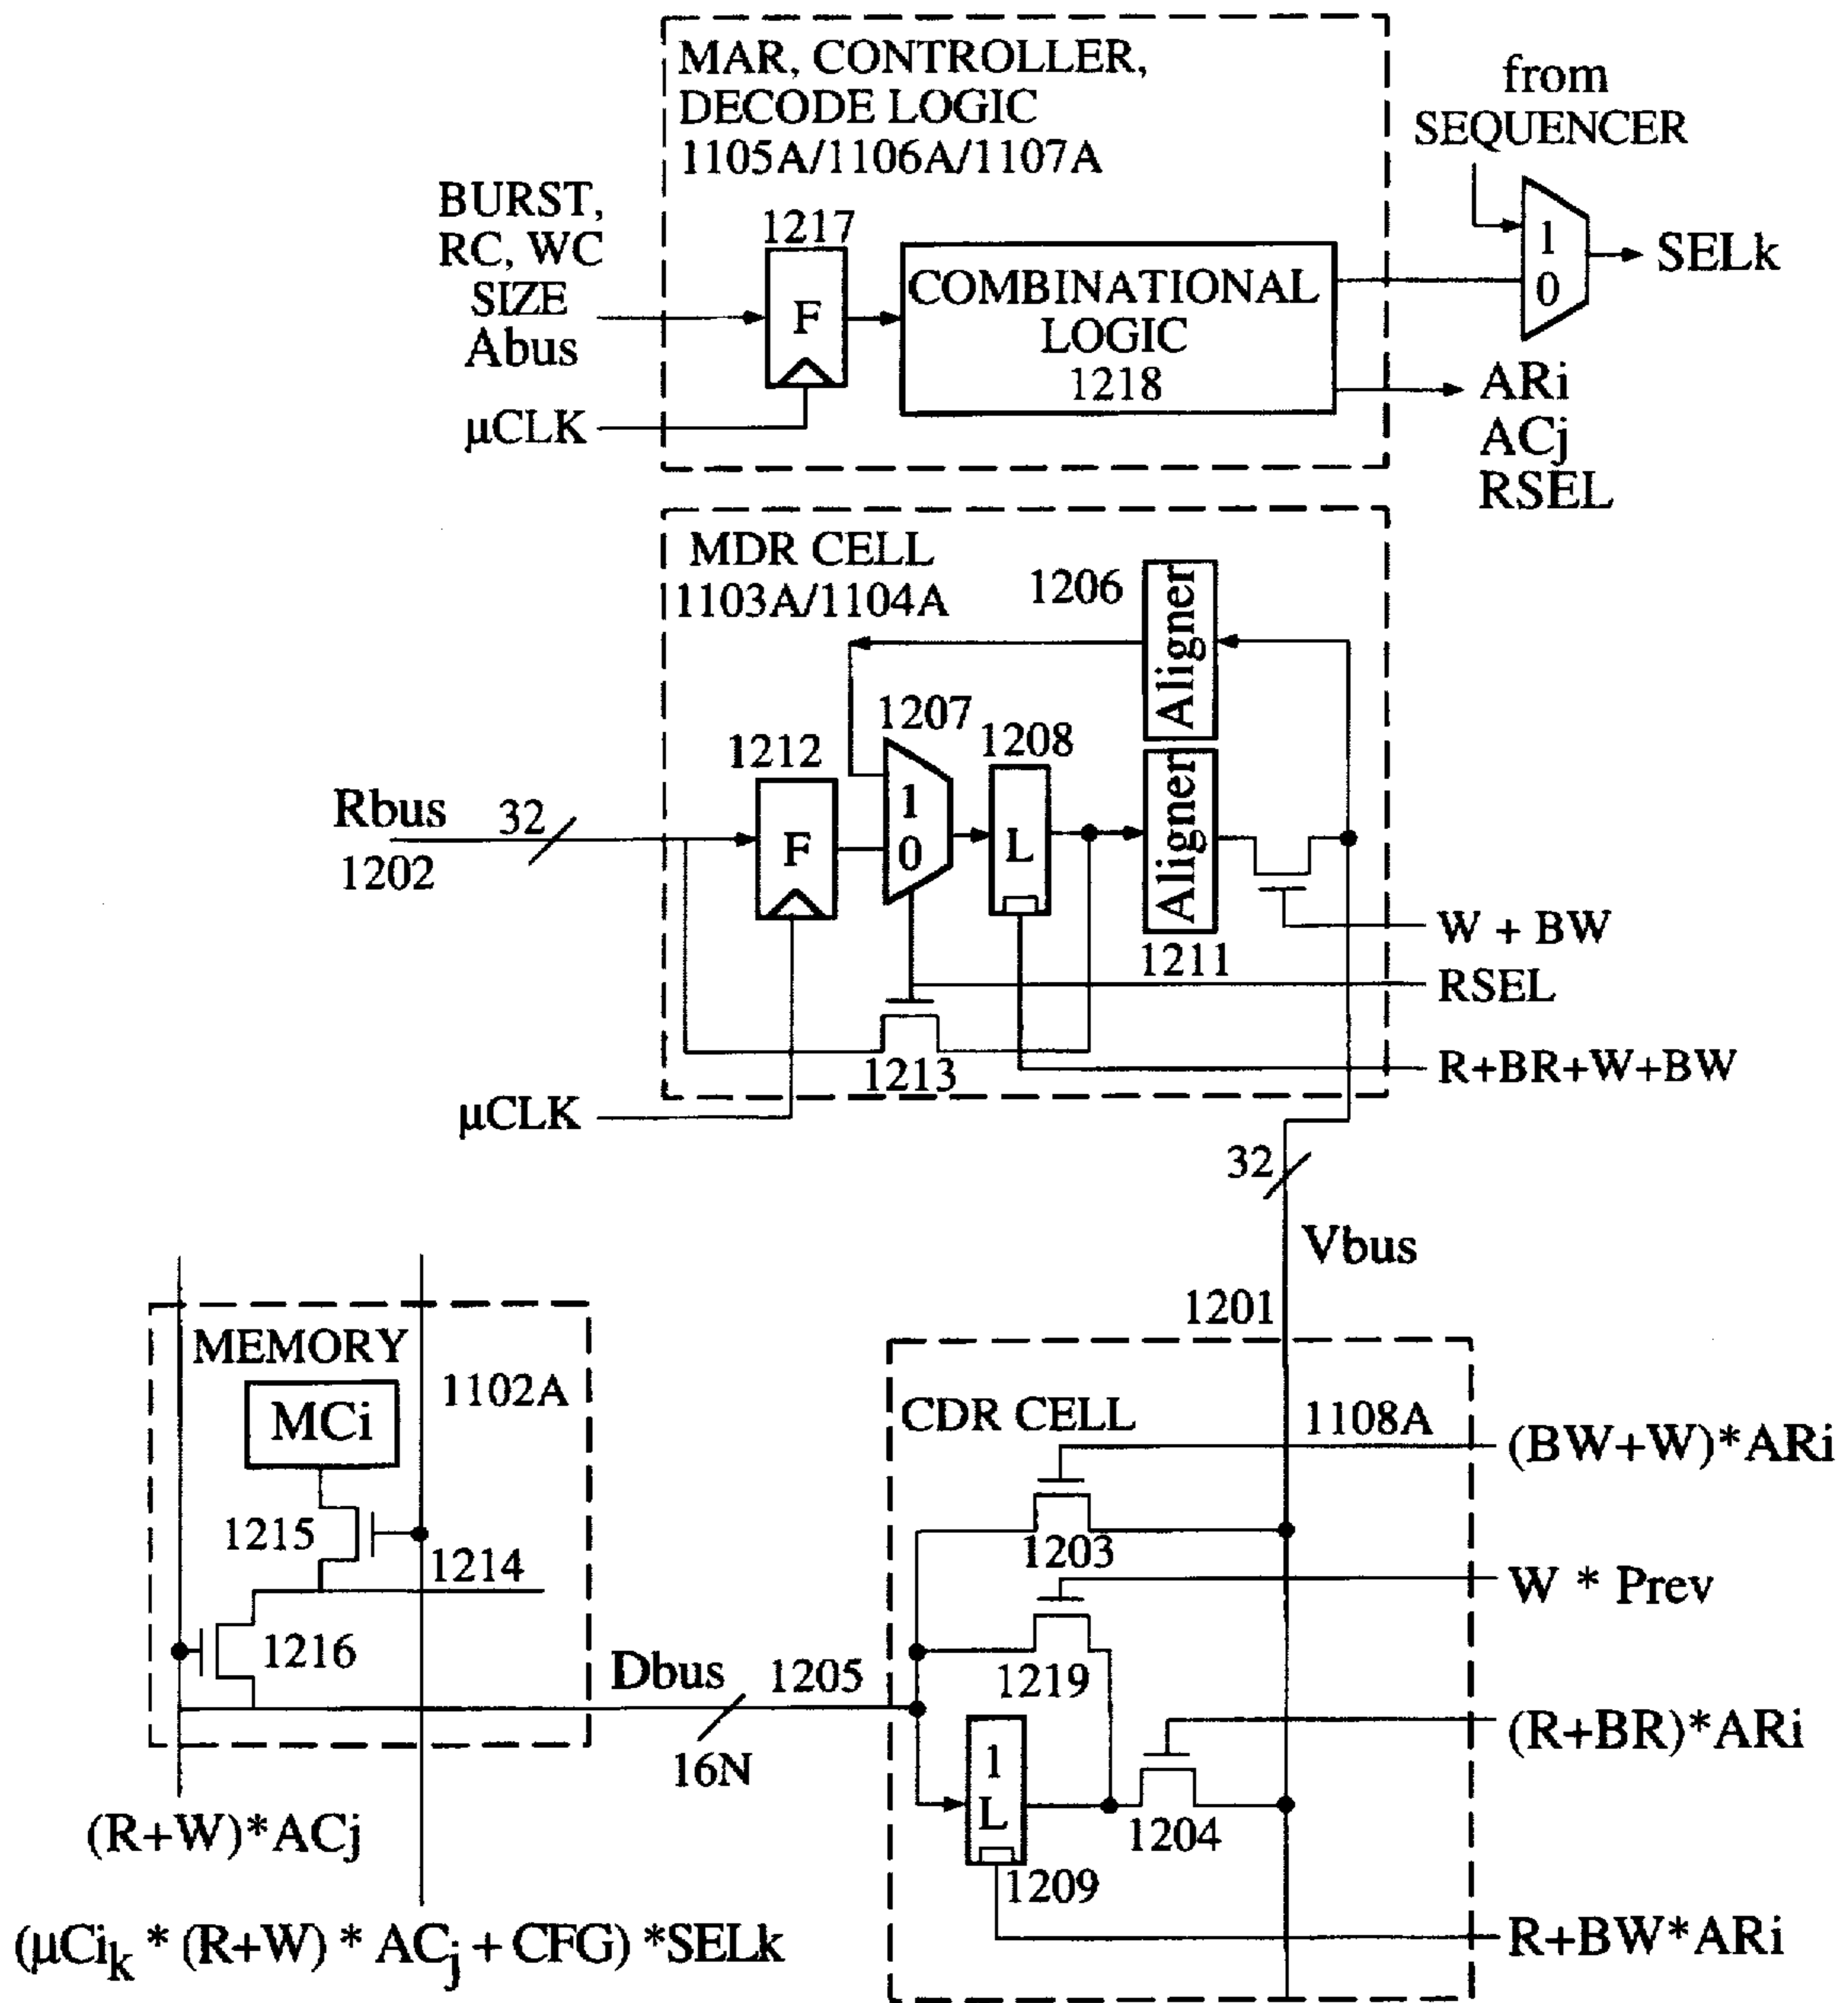 MAR, CONTROLLER,
DECODE LOGIC
1105A/1106A/1107A
from
SEQUENCER
BURST,
RC, WC
SIZE
Abus
1217
F
COMBINATIONAL
LOGIC
1218
1
0
SELk
µCLK
ARi
ACj
RSEL
MDR CELL
1103A/1104A
1206
Aligner
1207
1212
1208
Rbus
32
1202
F
1
0
L
Aligner
1211
W + BW
RSEL
1213
R+BR+W+BW
µCLK
32
Vbus
1201
MEMORY
1102A
MCi
1215
1214
1216
Dbus
1205
16N
(R+W)*ACj
(µCik * (R+W) * ACj + CFG) *SELk
CDR CELL
1108A
(BW+W)*ARi
1203
W * Prev
1219
(R+BR)*ARi
1
L
1204
1209
R+BW*ARi